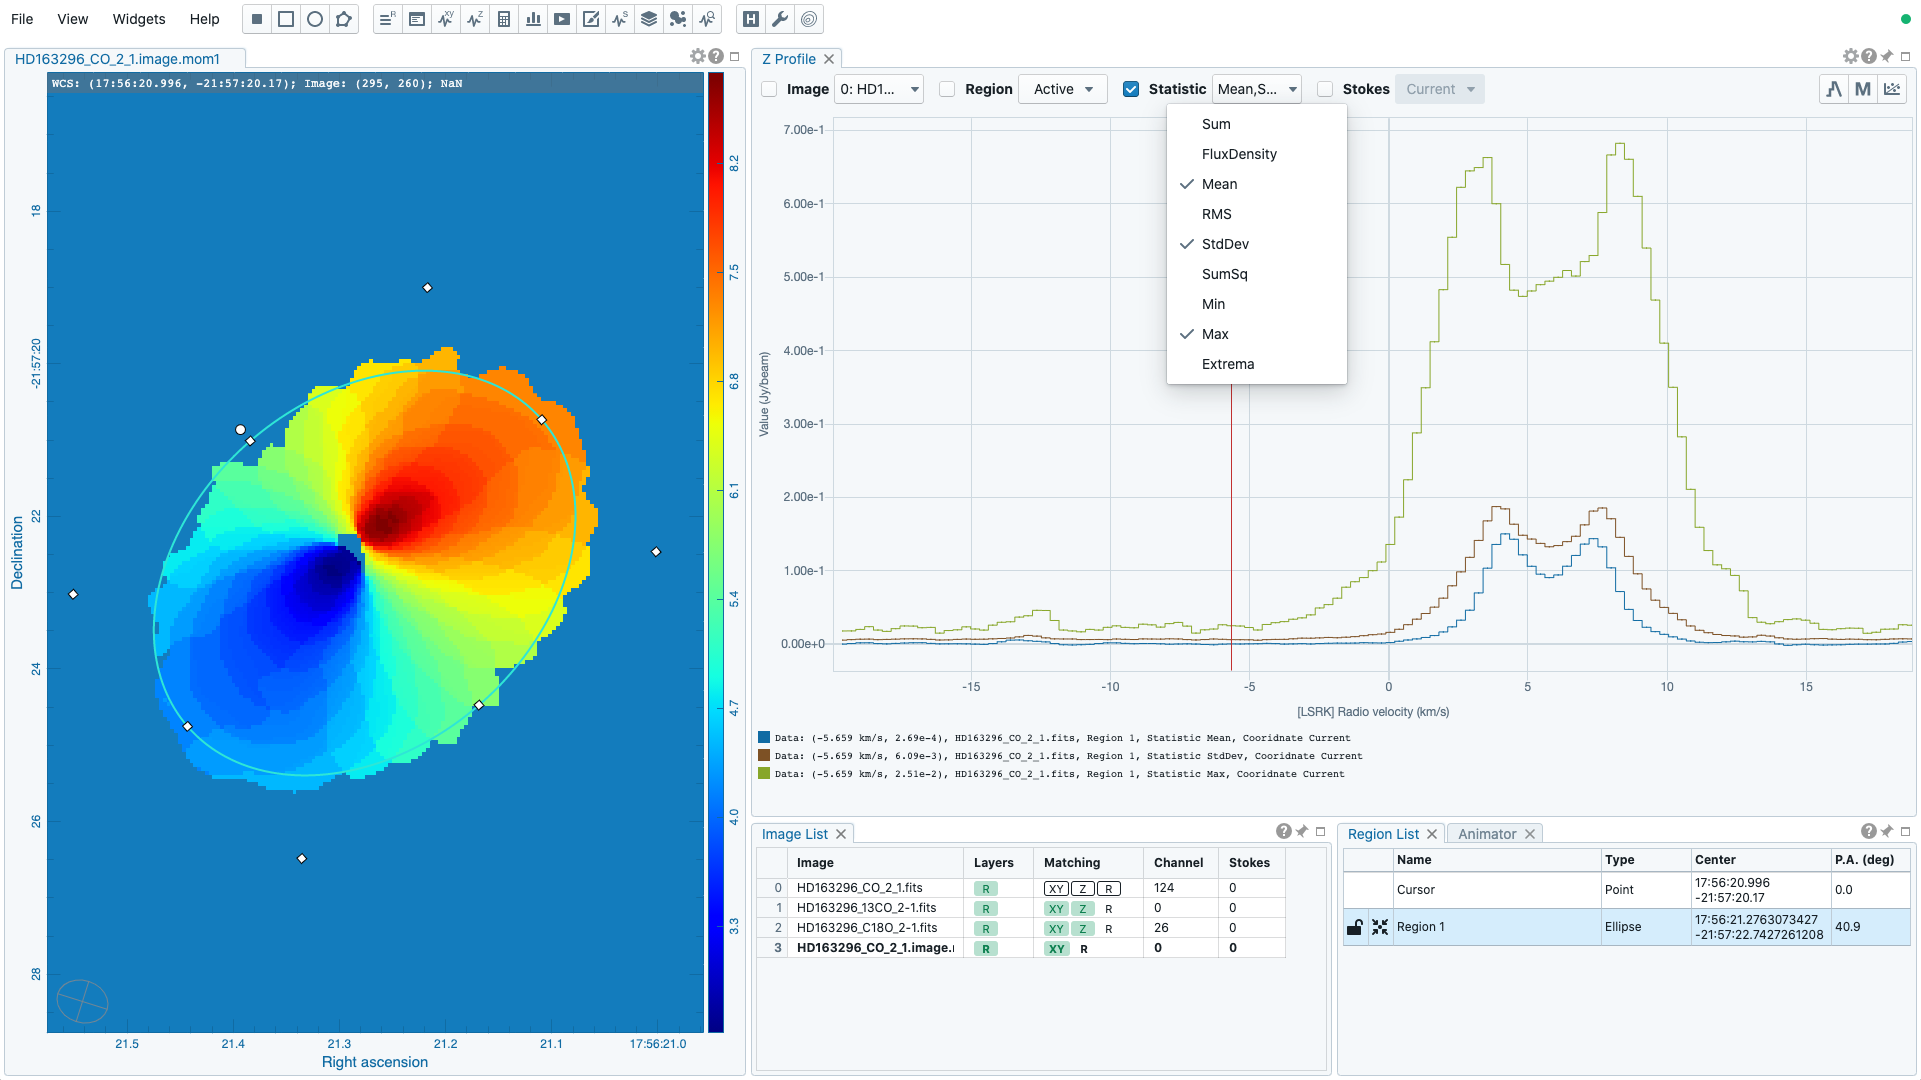 File View Widgets Help
HD163296_CO_2_1.image.mom1
WCS: (17:56:20.996, -21:57:20.17); Image: (295, 260); NaN
18
-21:57:20
22
24
26
28
Declination
21.5 21.4 21.3 21.2 21.1 17:56:21.0
Right ascension
8.2
7.5
6.8
6.1
5.4
4.7
4.0
3.3
Z Profile
Image 0: HD1... Region Active Statistic Mean,S... Stokes Current
M
Sum
FluxDensity
Mean
RMS
StdDev
SumSq
Min
Max
Extrema
7.00e-1
6.00e-1
5.00e-1
4.00e-1
3.00e-1
2.00e-1
1.00e-1
0.00e+0
Value (Jy/beam)
-15 -10 -5 0 5 10 15
[LSRK] Radio velocity (km/s)
Data: (-5.659 km/s, 2.69e-4), HD163296_CO_2_1.fits, Region 1, Statistic Mean, Cooridnate Current
Data: (-5.659 km/s, 6.09e-3), HD163296_CO_2_1.fits, Region 1, Statistic StdDev, Cooridnate Current
Data: (-5.659 km/s, 2.51e-2), HD163296_CO_2_1.fits, Region 1, Statistic Max, Cooridnate Current
Image List
Image Layers Matching Channel Stokes
0 HD163296_CO_2_1.fits R XY Z R 124 0
1 HD163296_13CO_2-1.fits R XY Z R 0 0
2 HD163296_C18O_2-1.fits R XY Z R 26 0
3 HD163296_CO_2_1.image.r R XY R 0 0
Region List Animator
Name Type Center P.A. (deg)
Cursor Point 17:56:20.996 0.0
-21:57:20.17
Region 1 Ellipse 17:56:21.2763073427 40.9
-21:57:22.7427261208